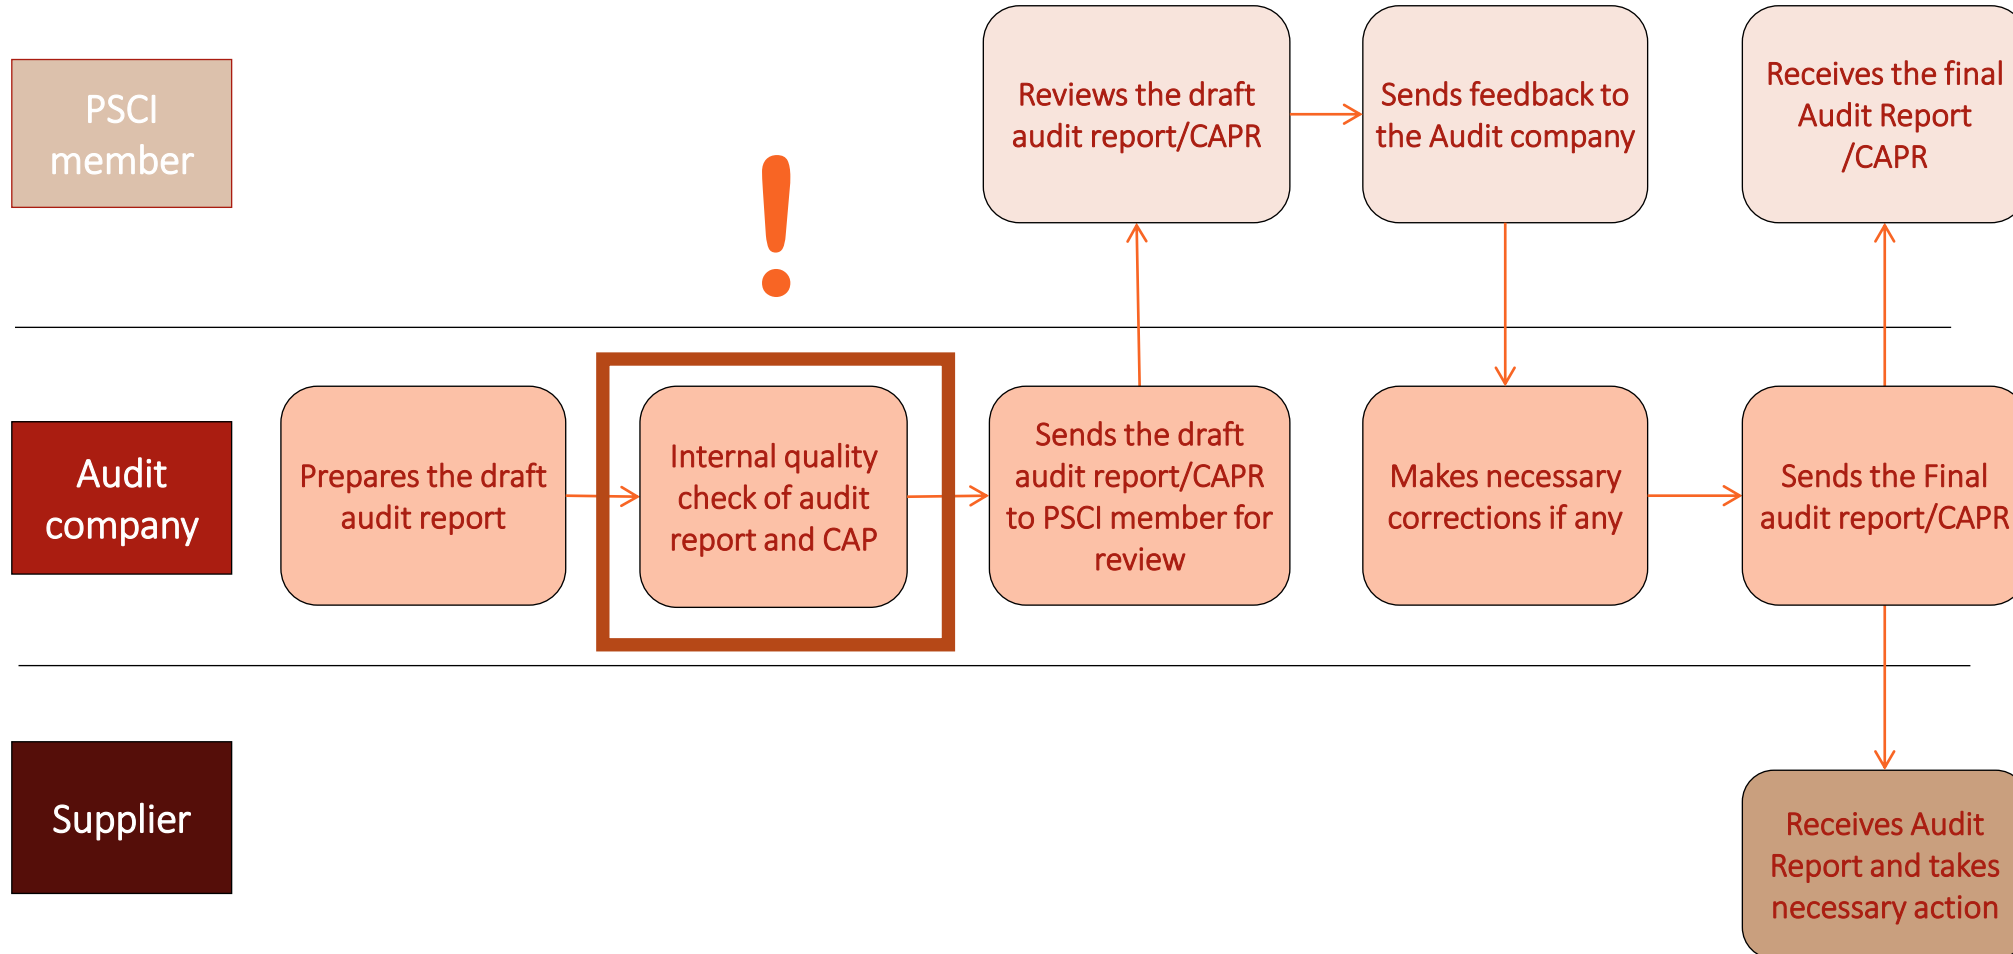 PSCI
member
Reviews the draft
audit report/CAPR
Sends feedback to
the Audit company
Receives the final
Audit Report
/CAPR
!
Audit
company
Prepares the draft
audit report
Internal quality
check of audit
report and CAP
Sends the draft
audit report/CAPR
to PSCI member for
review
Makes necessary
corrections if any
Sends the Final
audit report/CAPR
Supplier
Receives Audit
Report and takes
necessary action